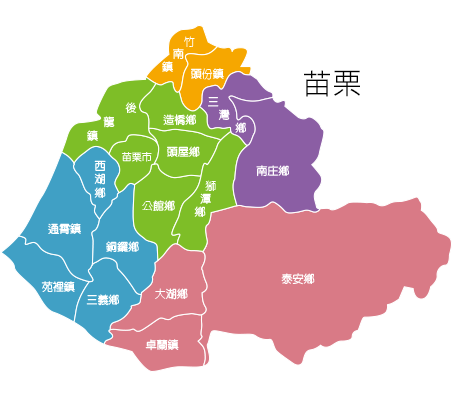 苗栗
竹南鎮
頭份鎮
三灣鄉
後龍鎮
造橋鄉
苗栗市
頭屋鄉
南庄鄉
西湖鄉
獅潭鄉
公館鄉
通霄鎮
銅鑼鄉
苑裡鎮
三義鄉
大湖鄉
泰安鄉
卓蘭鎮